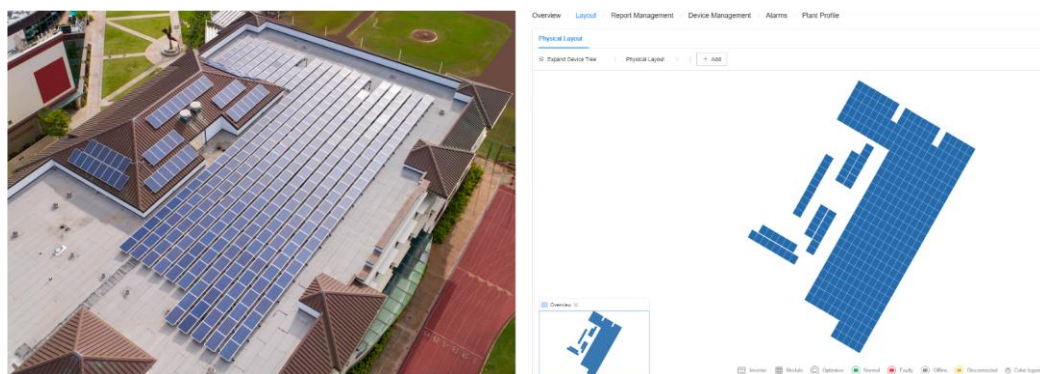 Overview Layout Report Management Device Management Alarms Plant Profile
Physical Layout
Expand Device Tree Physical Layout + Add
Overview
Inverter Module Optimizer Normal Faulty Offline Disconnected Color legend